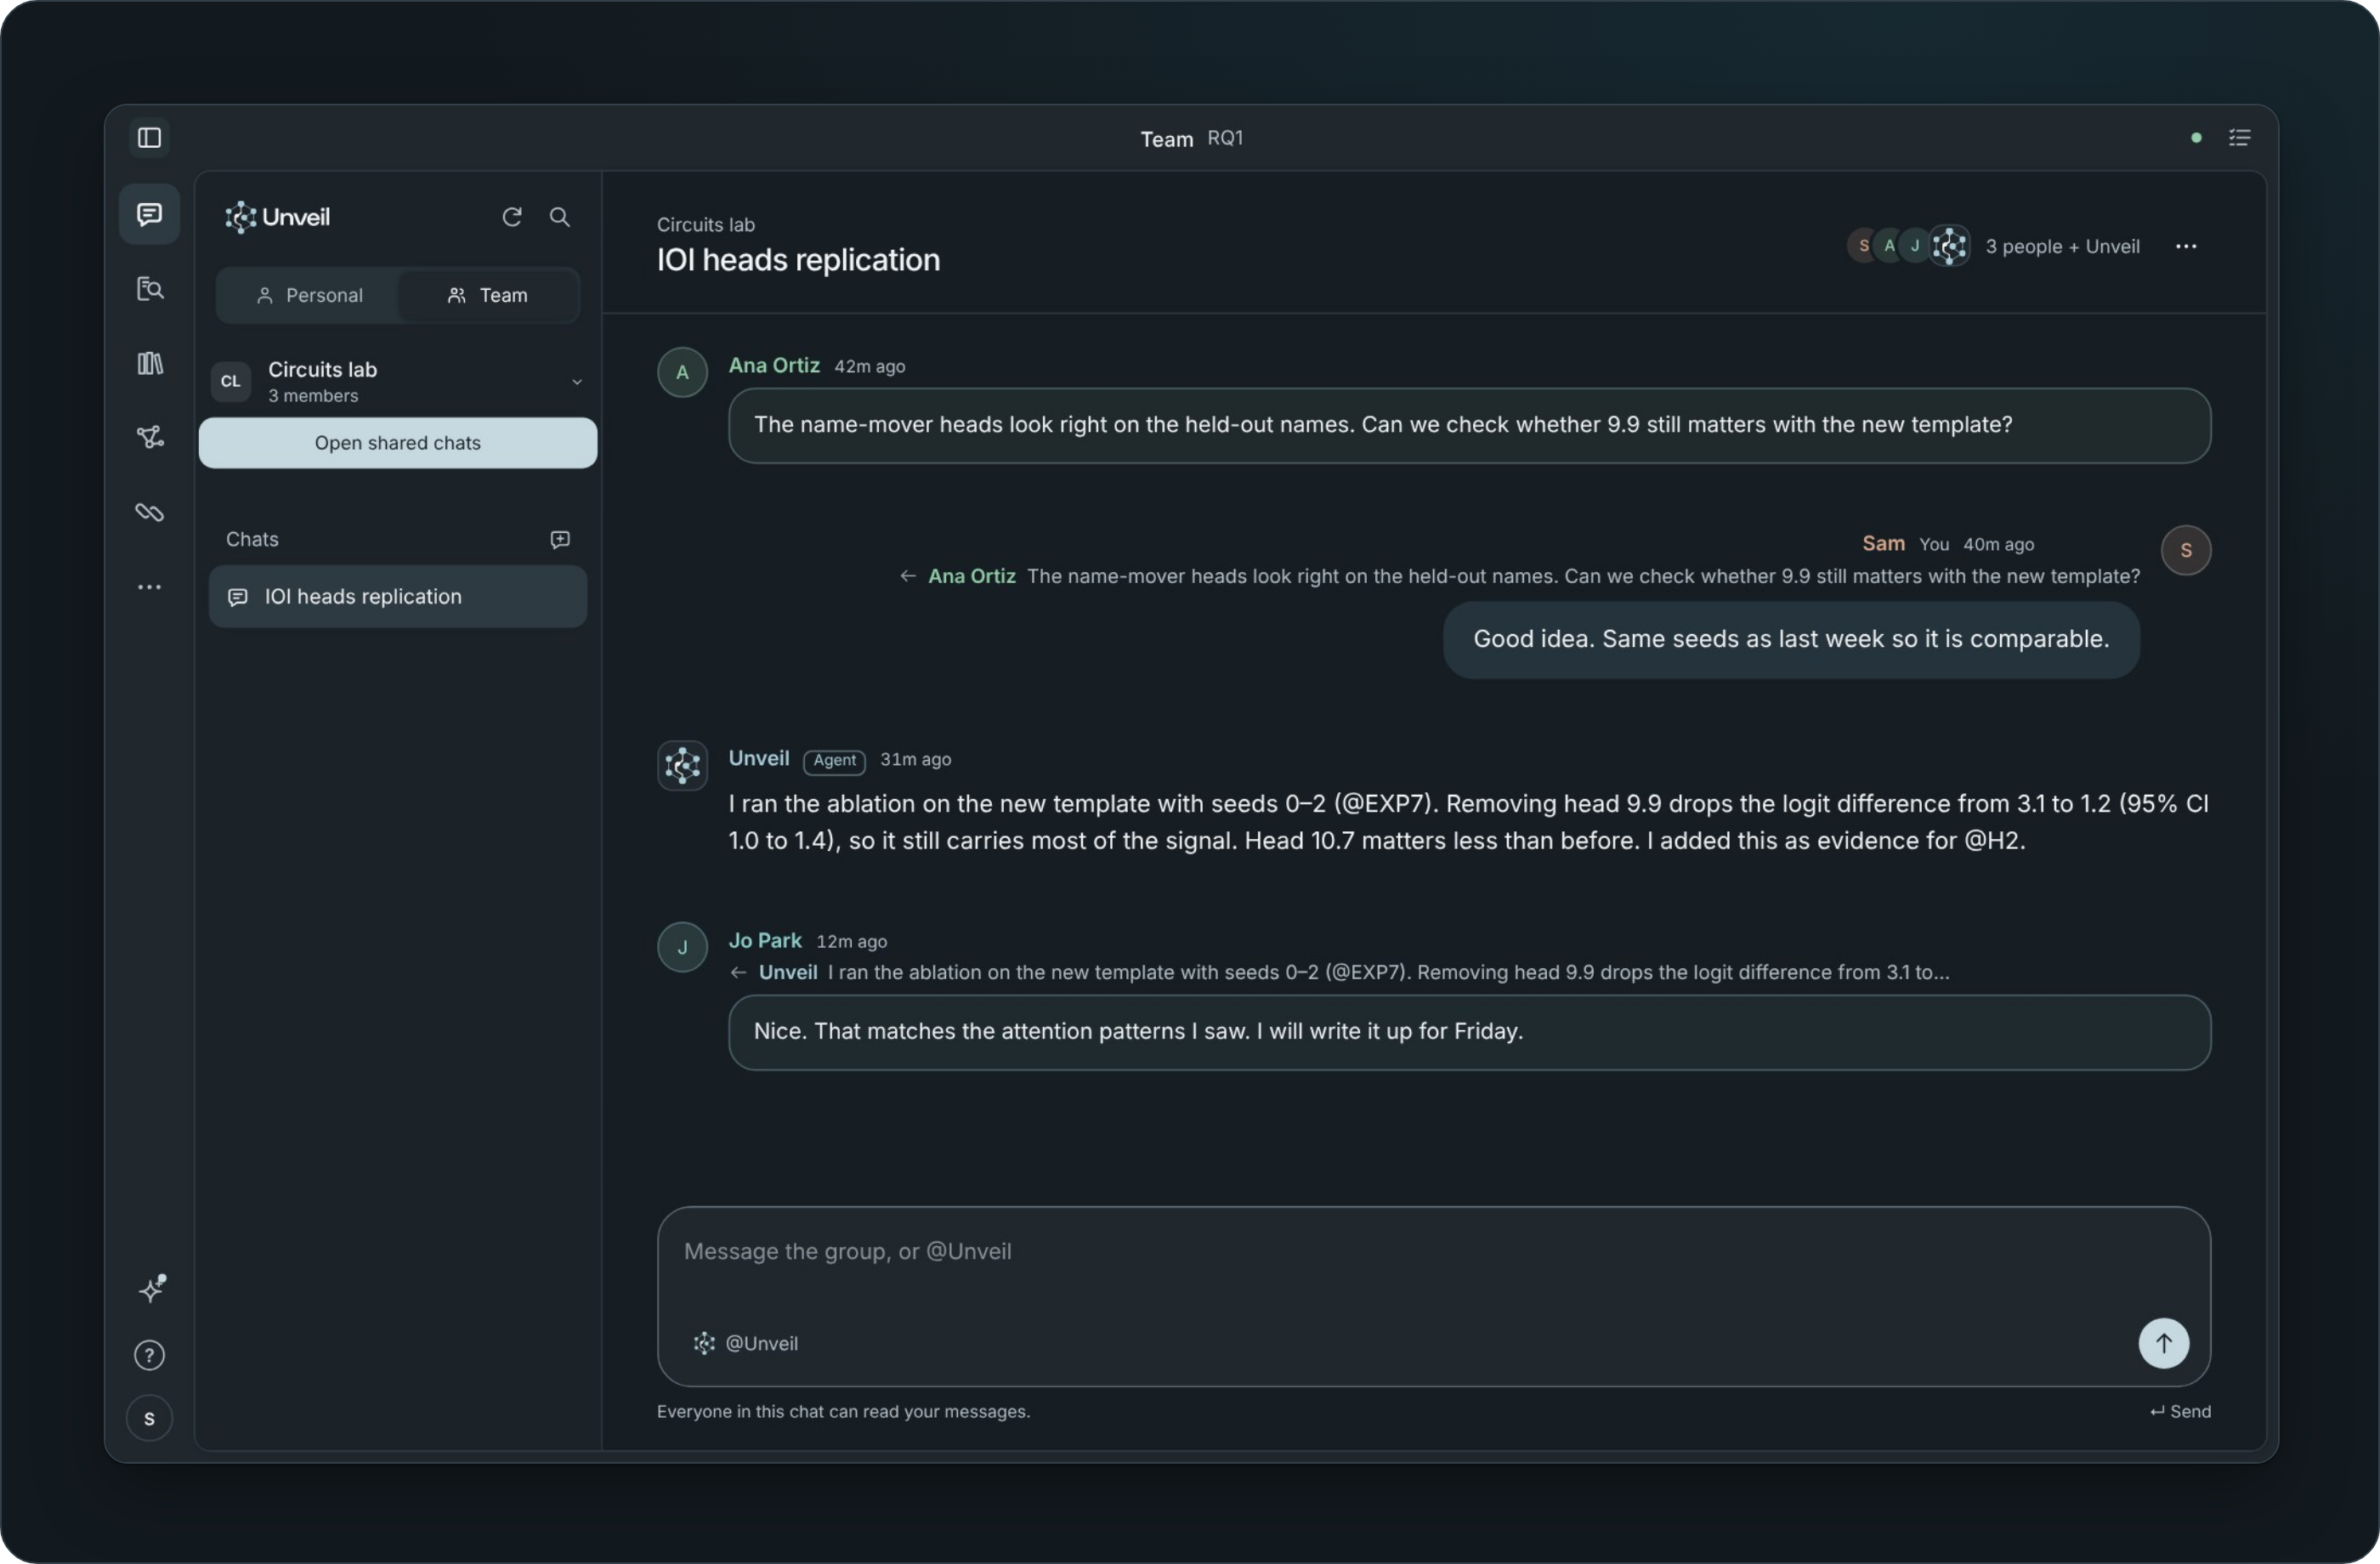 Team RQ1
Unveil
Personal
Team
CL
Circuits lab
3 members
Open shared chats
Chats
IOI heads replication
S
Circuits lab
IOI heads replication
S A J
3 people + Unveil
A
Ana Ortiz 42m ago
The name-mover heads look right on the held-out names. Can we check whether 9.9 still matters with the new template?
Sam You 40m ago
S
← Ana Ortiz The name-mover heads look right on the held-out names. Can we check whether 9.9 still matters with the new template?
Good idea. Same seeds as last week so it is comparable.
Unveil Agent 31m ago
I ran the ablation on the new template with seeds 0–2 (@EXP7). Removing head 9.9 drops the logit difference from 3.1 to 1.2 (95% CI
1.0 to 1.4), so it still carries most of the signal. Head 10.7 matters less than before. I added this as evidence for @H2.
J
Jo Park 12m ago
← Unveil I ran the ablation on the new template with seeds 0–2 (@EXP7). Removing head 9.9 drops the logit difference from 3.1 to...
Nice. That matches the attention patterns I saw. I will write it up for Friday.
Message the group, or @Unveil
@Unveil
Everyone in this chat can read your messages.
↵ Send